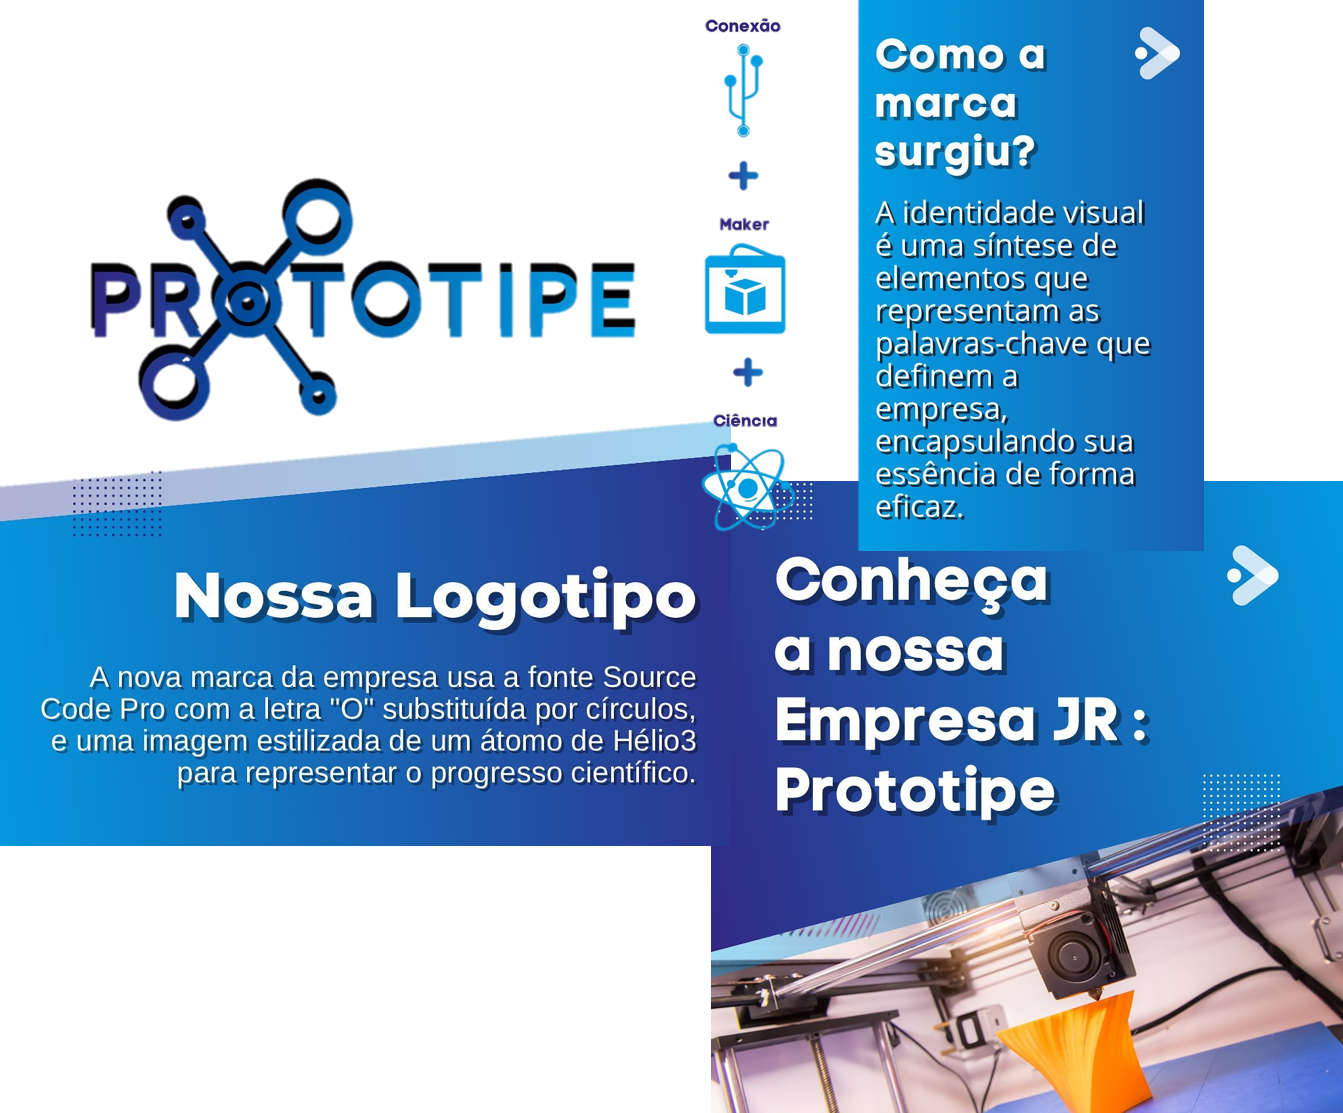 PROTOTIPE
Nossa Logotipo
A nova marca da empresa usa a fonte Source
Code Pro com a letra "O" substituída por círculos,
e uma imagem estilizada de um átomo de Hélio3
para representar o progresso científico.
Conexão
+
Maker
+
Ciência
Como a
marca
surgiu?
A identidade visual
é uma síntese de
elementos que
representam as
palavras-chave que
definem a
empresa,
encapsulando sua
essência de forma
eficaz.
Conheça
a nossa
Empresa JR :
Prototipe